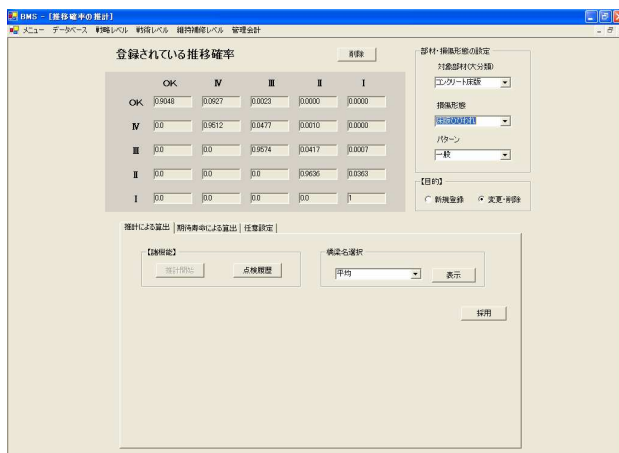 BMS - [推移確率の推計]
メニュー データベース 戦略レベル 戦術レベル 維持補修レベル 管理会計
登録されている推移確率
削除
OK Ⅳ Ⅲ Ⅱ Ⅰ
OK 0.9048 0.0927 0.0023 0.0000 0.0000
Ⅳ 0.0 0.9512 0.0477 0.0010 0.0000
Ⅲ 0.0 0.0 0.9574 0.0417 0.0007
Ⅱ 0.0 0.0 0.0 0.9636 0.0363
Ⅰ 0.0 0.0 0.0 0.0 1
部材・損傷形態の設定
対象部材(大分類)
コンクリート床版
損傷形態
床版ひび割れ
パターン
一般
【目的】
新規登録 変更・削除
推計による算出 期待寿命による算出 任意設定
【諸機能】
推計開始 点検履歴
橋梁名選択
平均 表示
採用